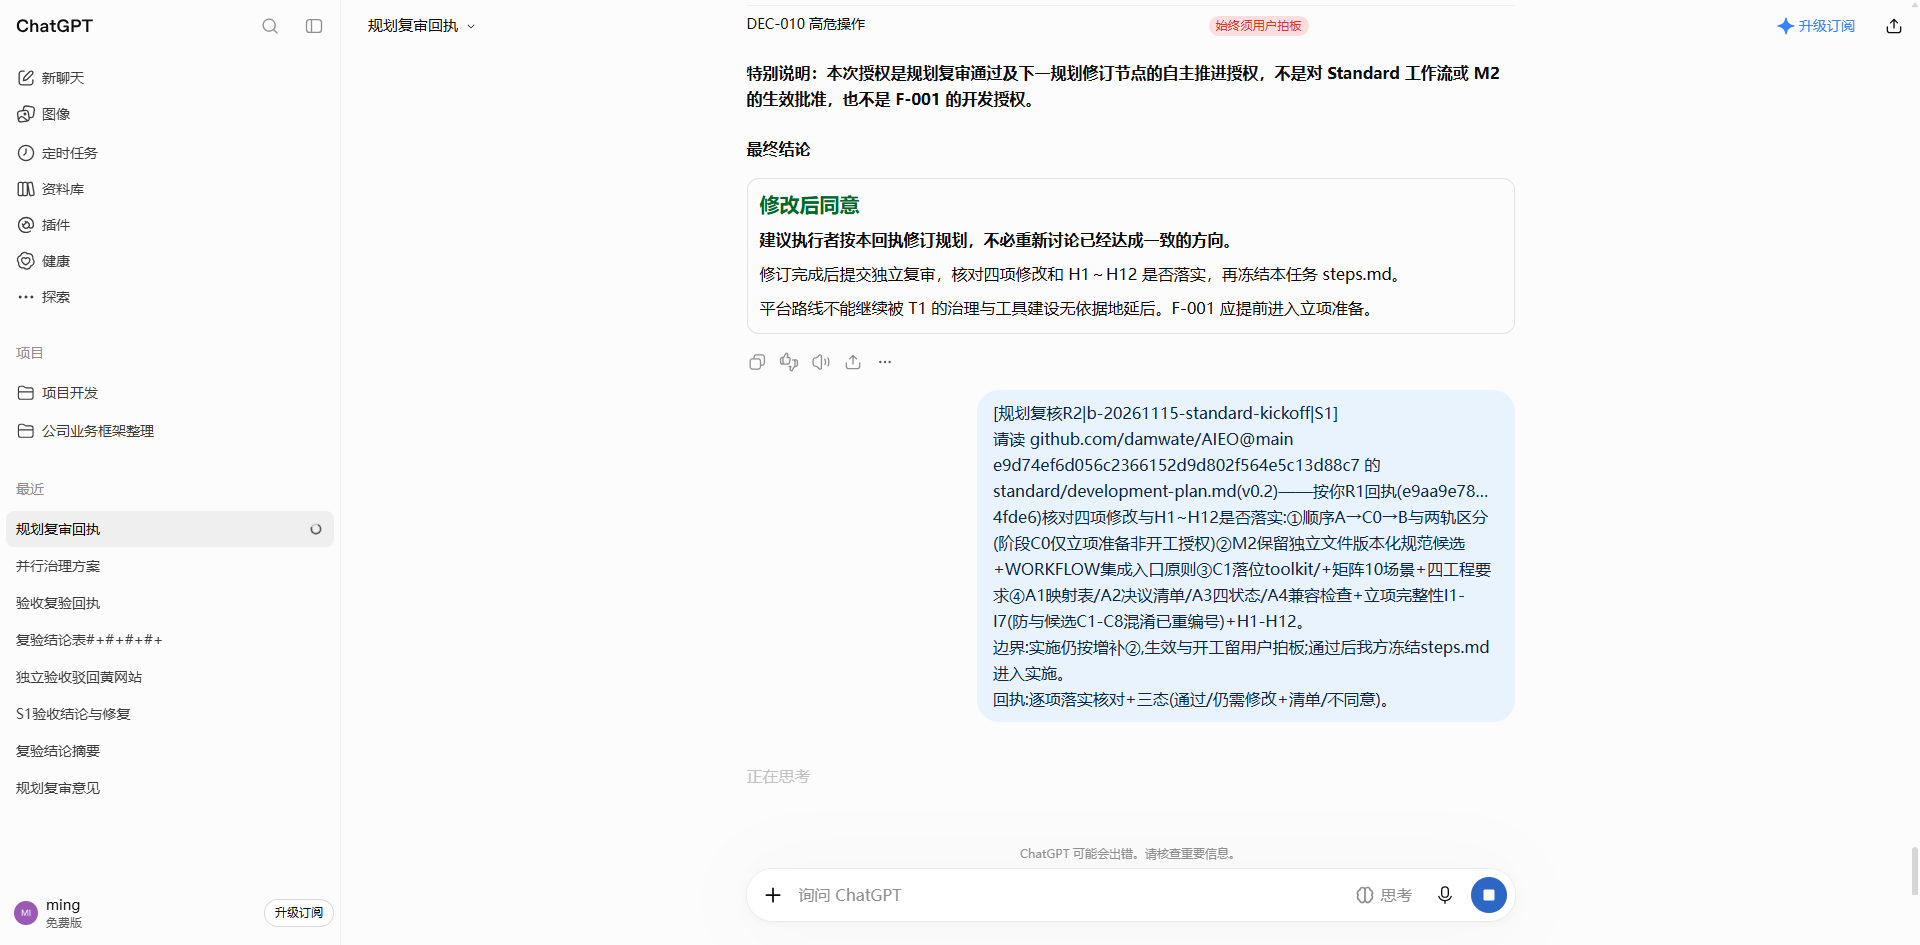 ChatGPT
新聊天
图像
定时任务
资料库
插件
健康
探索
项目
项目开发
公司业务框架整理
最近
规划复审回执
并行治理方案
验收复验回执
复验结论表#+#+#+#+
独立验收驳回黄网站
S1验收结论与修复
复验结论摘要
规划复审意见
MI
ming
免费版
升级订阅
规划复审回执
升级订阅
DEC-010 高危操作
始终须用户拍板
特别说明：本次授权是规划复审通过及下一规划修订节点的自主推进授权，不是对 Standard 工作流或 M2
的生效批准，也不是 F-001 的开发授权。
最终结论
修改后同意
建议执行者按本回执修订规划，不必重新讨论已经达成一致的方向。
修订完成后提交独立复审，核对四项修改和 H1～H12 是否落实，再冻结本任务 steps.md。
平台路线不能继续被 T1 的治理与工具建设无依据地延后。F-001 应提前进入立项准备。
[规划复核R2|b-20261115-standard-kickoff|S1]
请读 github.com/damwate/AIEO@main
e9d74ef6d056c2366152d9d802f564e5c13d88c7 的
standard/development-plan.md(v0.2)——按你R1回执(e9aa9e78...
4fde6)核对四项修改与H1~H12是否落实:①顺序A→C0→B与两轨区分
(阶段C0仅立项准备非开工授权)②M2保留独立文件版本化规范候选
+WORKFLOW集成入口原则③C1落位toolkit/+矩阵10场景+四工程要
求④A1映射表/A2决议清单/A3四状态/A4兼容检查+立项完整性I1-
I7(防与候选C1-C8混淆已重编号)+H1-H12。
边界:实施仍按增补②,生效与开工留用户拍板;通过后我方冻结steps.md
进入实施。
回执:逐项落实核对+三态(通过/仍需修改+清单/不同意)。
正在思考
ChatGPT 可能会出错。请核查重要信息。
询问 ChatGPT
思考